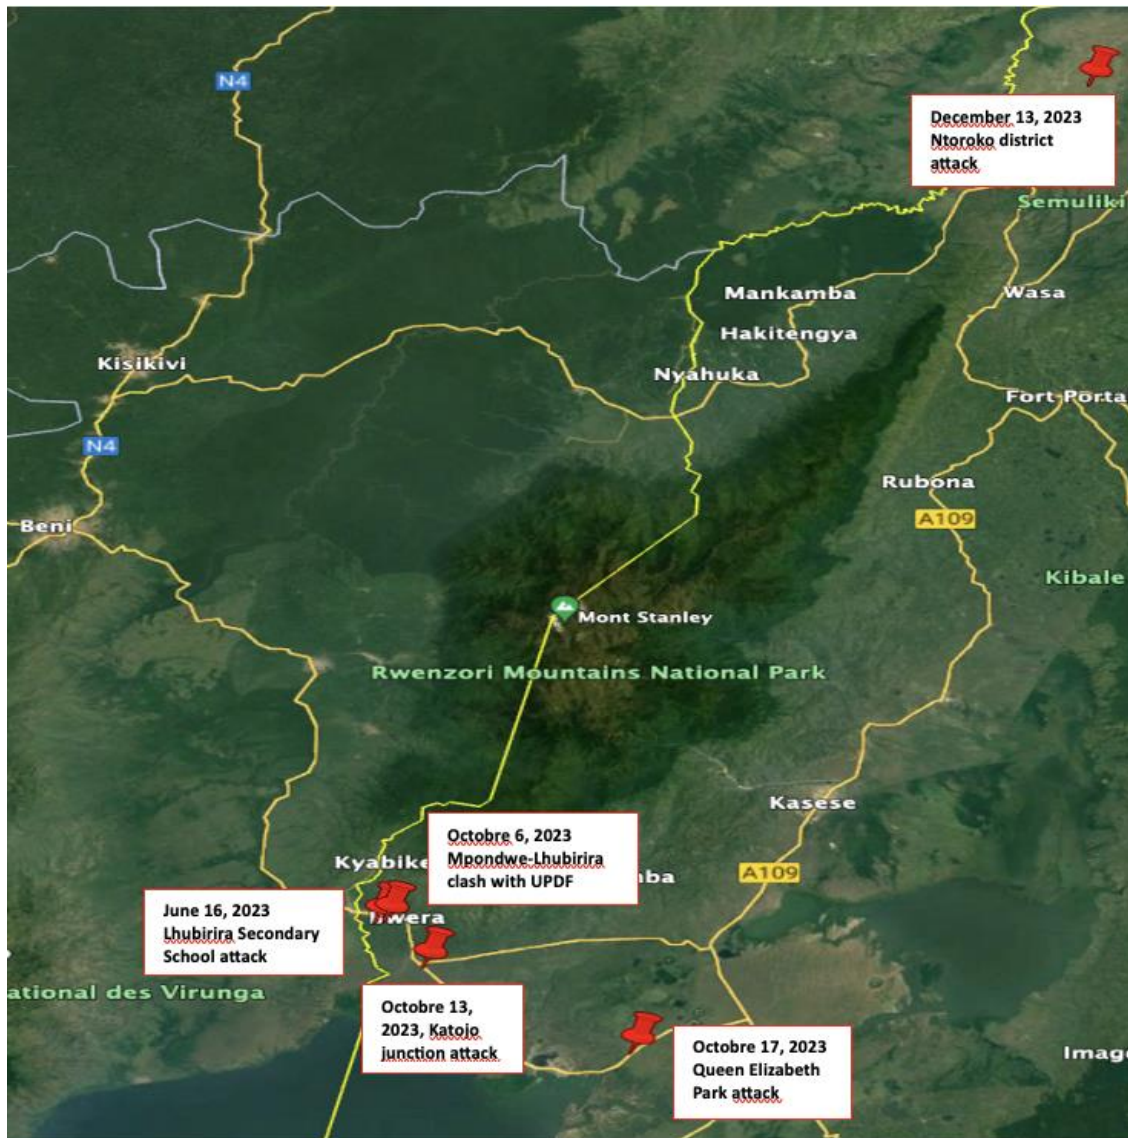 N4
December 13, 2023
Ntoroko district
attack
Semuliki
Mankamba
Wasa
Hakitengya
Kisikivi
Nyahuka
Fort Porta
N4
Rubona
A109
Beni
Kibale
Mont Stanley
Rwenzori Mountains National Park
Kasese
Octobre 6, 2023
Mpondwe-Lhubirira
clash with UPDF
Kyabike
mba
A109
June 16, 2023
Lhubirira Secondary
School attack
Bwera
ational des Virunga
Octobre 13,
2023, Katojo
junction attack
Octobre 17, 2023
Queen Elizabeth
Park attack
Imag